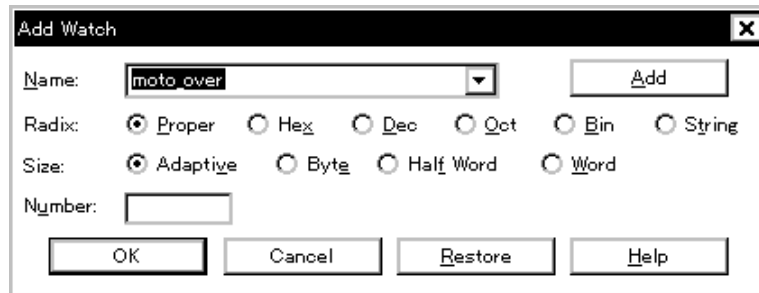 Add Watch
Name: moto_over Add
Radix: Proper Hex Dec Oct Bin String
Size: Adaptive Byte Half Word Word
Number:
OK Cancel Restore Help